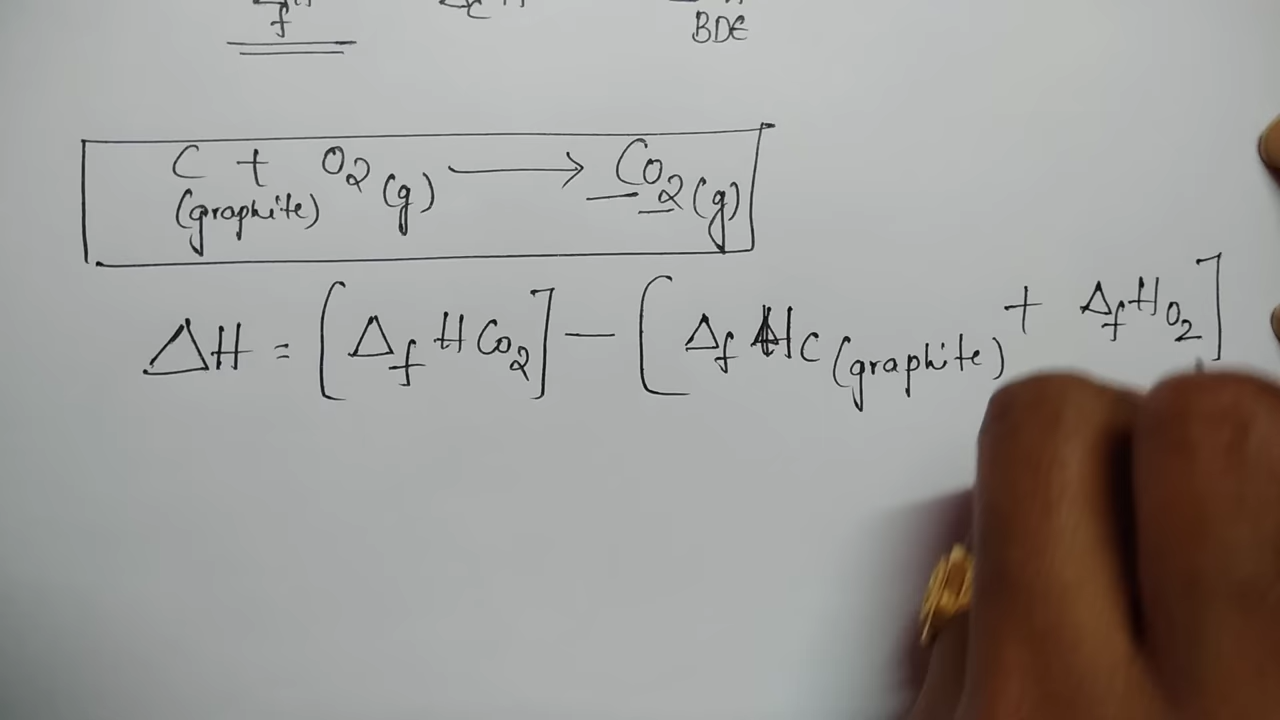 f BDE
C + O₂ (g) ⟶ Co₂ (g)
(graphite)
ΔH = [Δf H Co₂] − [Δf H C (graphite) + Δf H O₂]